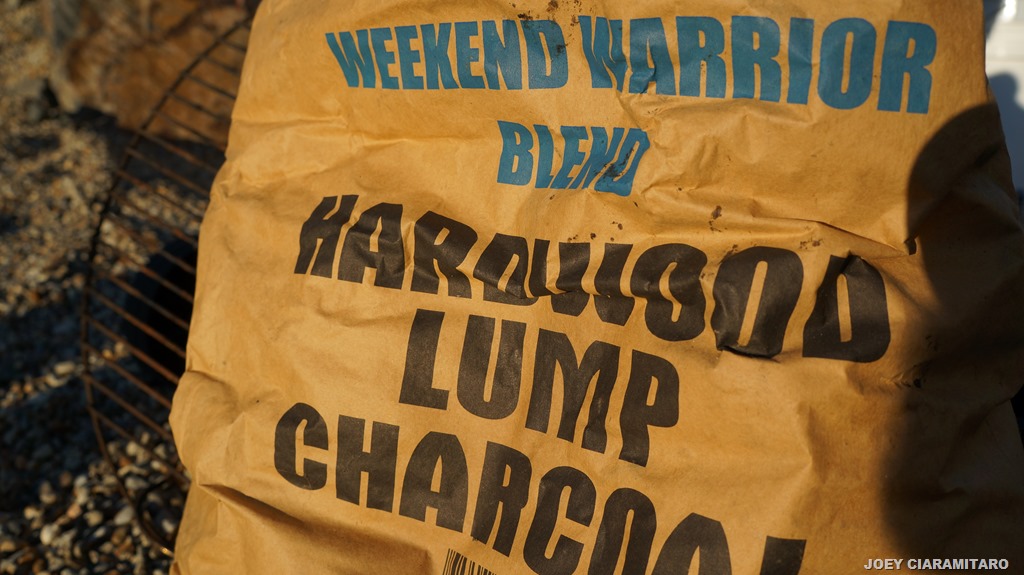 WEEKEND WARRIOR
BLEND
HARDWOOD
LUMP
CHARCOAL
JOEY CIARAMITARO